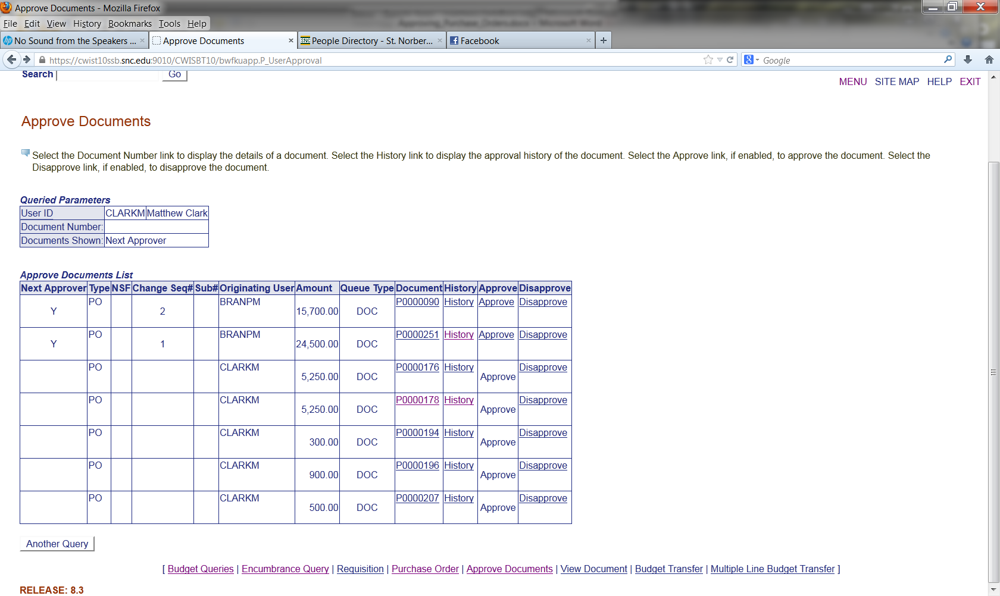 Approve Documents - Mozilla Firefox
File Edit View History Bookmarks Tools Help
No Sound from the Speakers ... Approve Documents SNC People Directory - St. Norber... Facebook
https://cwist10ssb.snc.edu:9010/CWISBT10/bwfkuapp.P_UserApproval Google
Search Go
MENU SITE MAP HELP EXIT
Approve Documents
Select the Document Number link to display the details of a document. Select the History link to display the approval history of the document. Select the Approve link, if enabled, to approve the document. Select the
Disapprove link, if enabled, to disapprove the document.
Queried Parameters
User ID CLARKM Matthew Clark
Document Number:
Documents Shown: Next Approver
Approve Documents List
Next Approver Type NSF Change Seq# Sub# Originating User Amount Queue Type Document History Approve Disapprove
Y PO 2 BRANPM 15,700.00 DOC P0000090 History Approve Disapprove
Y PO 1 BRANPM 24,500.00 DOC P0000251 History Approve Disapprove
PO CLARKM 5,250.00 DOC P0000176 History Approve Disapprove
PO CLARKM 5,250.00 DOC P0000178 History Approve Disapprove
PO CLARKM 300.00 DOC P0000194 History Approve Disapprove
PO CLARKM 900.00 DOC P0000196 History Approve Disapprove
PO CLARKM 500.00 DOC P0000207 History Approve Disapprove
Another Query
[ Budget Queries | Encumbrance Query | Requisition | Purchase Order | Approve Documents | View Document | Budget Transfer | Multiple Line Budget Transfer ]
RELEASE: 8.3